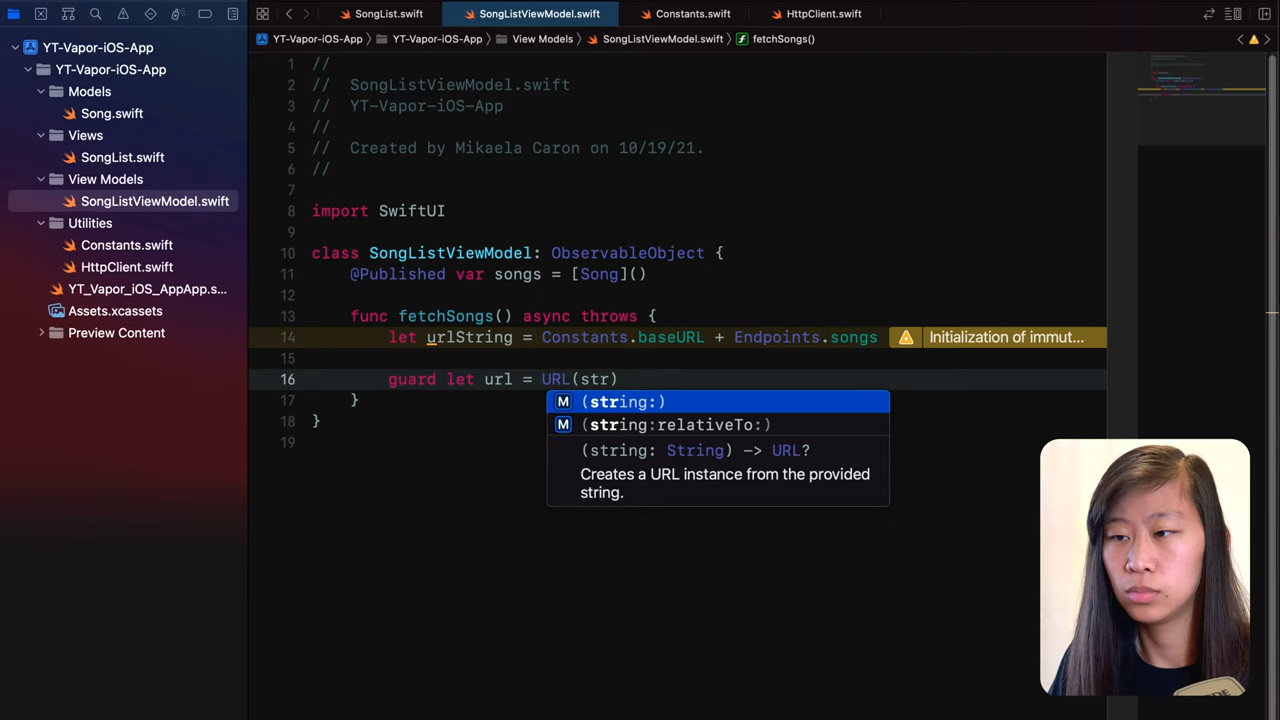 SongList.swift
SongListViewModel.swift
Constants.swift
HttpClient.swift
YT-Vapor-iOS-App
YT-Vapor-iOS-App
Models
Song.swift
Views
SongList.swift
View Models
SongListViewModel.swift
Utilities
Constants.swift
HttpClient.swift
YT_Vapor_iOS_AppApp.s...
Assets.xcassets
Preview Content
YT-Vapor-iOS-App
YT-Vapor-iOS-App
View Models
SongListViewModel.swift
fetchSongs()
1 //
2 // SongListViewModel.swift
3 // YT-Vapor-iOS-App
4 //
5 // Created by Mikaela Caron on 10/19/21.
6 //
7
8 import SwiftUI
9
10 class SongListViewModel: ObservableObject {
11 @Published var songs = [Song]()
12
13 func fetchSongs() async throws {
14 let urlString = Constants.baseURL + Endpoints.songs
Initialization of immut...
15
16 guard let url = URL(str)
M (string:)
M (string:relativeTo:)
(string: String) -> URL?
Creates a URL instance from the provided
string.
17 }
18 }
19